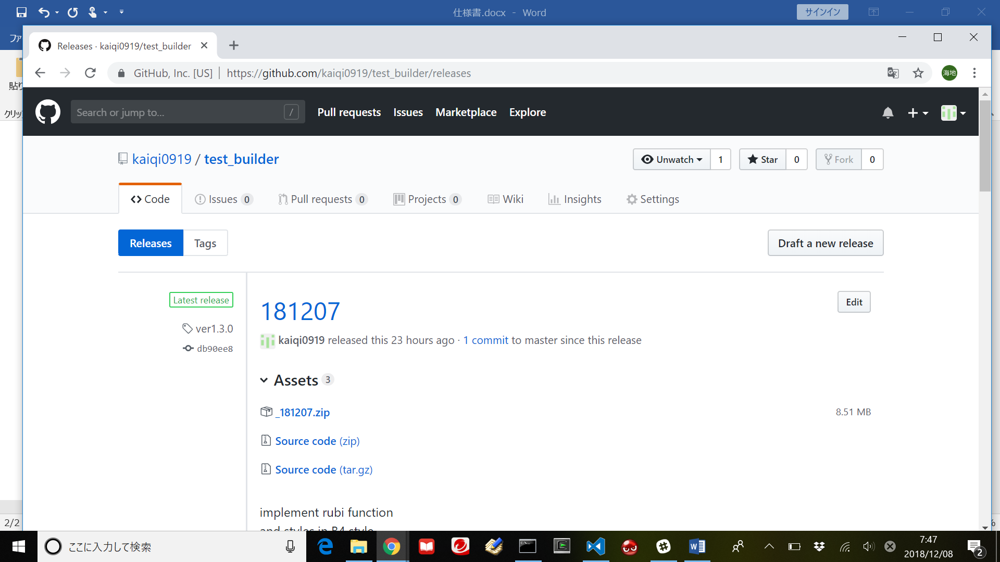 仕様書.docx - Word
サインイン
ファ
Releases · kaiqi0919/test_builder
GitHub, Inc. [US] | https://github.com/kaiqi0919/test_builder/releases
海地
貼り
クリッ
Search or jump to... /
Pull requests Issues Marketplace Explore
kaiqi0919 / test_builder
Unwatch 1 Star 0 Fork 0
Code Issues 0 Pull requests 0 Projects 0 Wiki Insights Settings
Releases Tags
Draft a new release
Latest release
ver1.3.0
db90ee8
181207
Edit
kaiqi0919 released this 23 hours ago · 1 commit to master since this release
Assets 3
_181207.zip 8.51 MB
Source code (zip)
Source code (tar.gz)
implement rubi function
and styles in B4 style
2/2
%
ここに入力して検索
7:47
2018/12/08
2